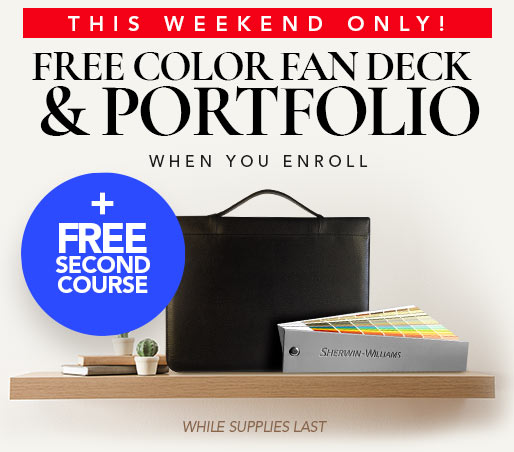 THIS WEEKEND ONLY!
FREE COLOR FAN DECK
& PORTFOLIO
WHEN YOU ENROLL
+
FREE
SECOND
COURSE
SHERWIN-WILLIAMS
WHILE SUPPLIES LAST